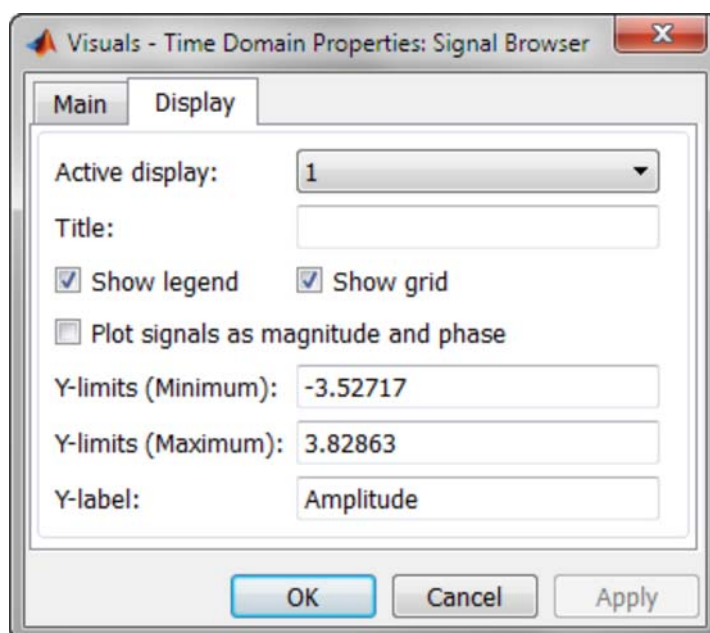 Visuals - Time Domain Properties: Signal Browser
Main Display
Active display: 1
Title:
Show legend Show grid
Plot signals as magnitude and phase
Y-limits (Minimum): -3.52717
Y-limits (Maximum): 3.82863
Y-label: Amplitude
OK Cancel Apply